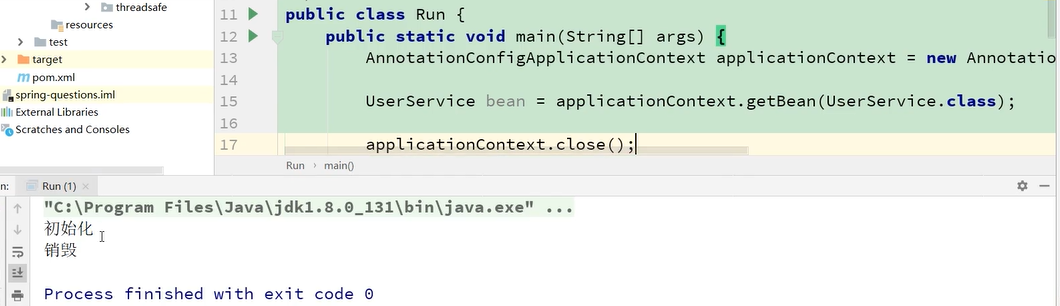 threadsafe
resources
test
target
pom.xml
spring-questions.iml
External Libraries
Scratches and Consoles
11 public class Run {
12 public static void main(String[] args) {
13 AnnotationConfigApplicationContext applicationContext = new Annotatio
14
15 UserService bean = applicationContext.getBean(UserService.class);
16
17 applicationContext.close();
Run › main()
n: Run (1) ×
"C:\Program Files\Java\jdk1.8.0_131\bin\java.exe" ...
初始化
销毁
Process finished with exit code 0